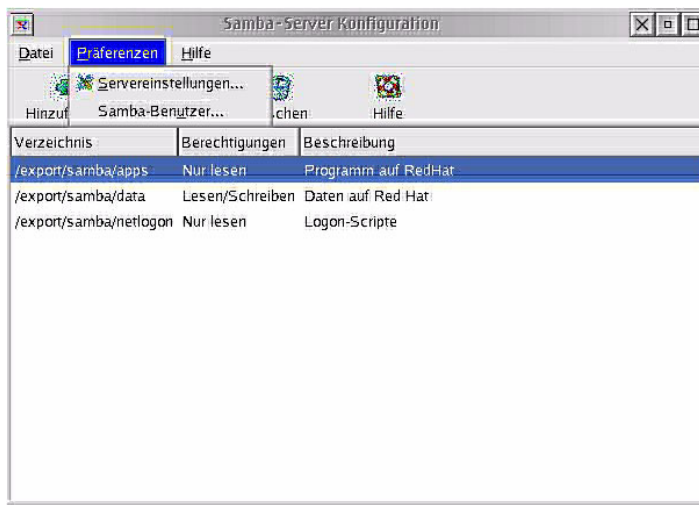 Samba-Server Konfiguration
Datei Präferenzen Hilfe
Servereinstellungen...
Samba-Benutzer...
Hinzuf chen Hilfe
Verzeichnis Berechtigungen Beschreibung
/export/samba/apps Nur lesen Programm auf RedHat
/export/samba/data Lesen/Schreiben Daten auf Red Hat
/export/samba/netlogon Nur lesen Logon-Scripte